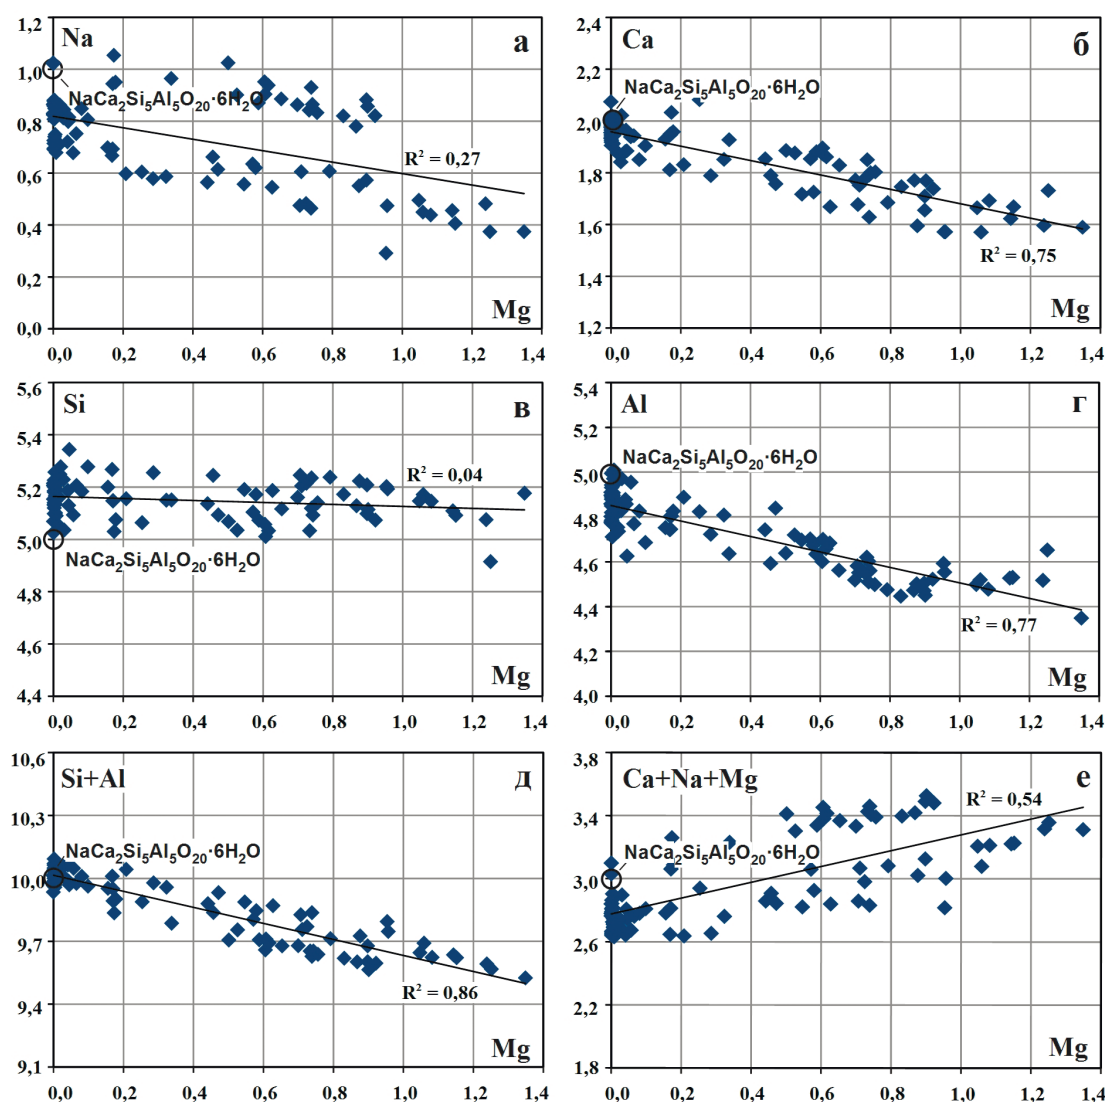 1,2
Na
а
1,0
NaCa₂Si₅Al₅O₂₀·6H₂O
0,8
R² = 0,27
0,6
0,4
0,2
Mg
0,0
0,0 0,2 0,4 0,6 0,8 1,0 1,2 1,4
2,4
Ca
б
2,2
NaCa₂Si₅Al₅O₂₀·6H₂O
2,0
1,8
1,6
R² = 0,75
1,4
Mg
1,2
0,0 0,2 0,4 0,6 0,8 1,0 1,2 1,4
5,6
Si
в
5,4
R² = 0,04
5,2
5,0
NaCa₂Si₅Al₅O₂₀·6H₂O
4,8
4,6
Mg
4,4
0,0 0,2 0,4 0,6 0,8 1,0 1,2 1,4
5,4
Al
г
5,2
NaCa₂Si₅Al₅O₂₀·6H₂O
5,0
4,8
4,6
4,4
R² = 0,77
4,2
Mg
4,0
0,0 0,2 0,4 0,6 0,8 1,0 1,2 1,4
10,6
Si+Al
д
10,3
NaCa₂Si₅Al₅O₂₀·6H₂O
10,0
9,7
R² = 0,86
9,4
Mg
9,1
0,0 0,2 0,4 0,6 0,8 1,0 1,2 1,4
3,8
Ca+Na+Mg
е
R² = 0,54
3,4
NaCa₂Si₅Al₅O₂₀·6H₂O
3,0
2,6
2,2
Mg
1,8
0,0 0,2 0,4 0,6 0,8 1,0 1,2 1,4